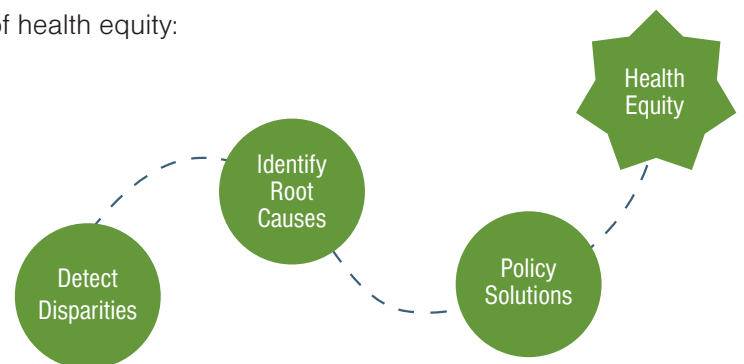 of health equity:
Health
Equity
Identify
Root
Causes
Policy
Solutions
Detect
Disparities